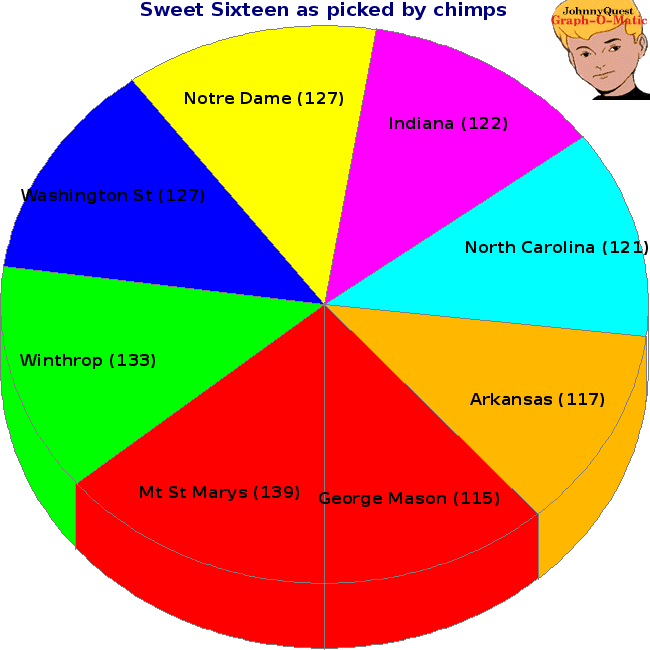 Sweet Sixteen as picked by chimps
JohnnyQuest
Graph-O-Matic
Notre Dame (127)
Indiana (122)
Washington St (127)
North Carolina (121)
Winthrop (133)
Arkansas (117)
Mt St Marys (139)
George Mason (115)